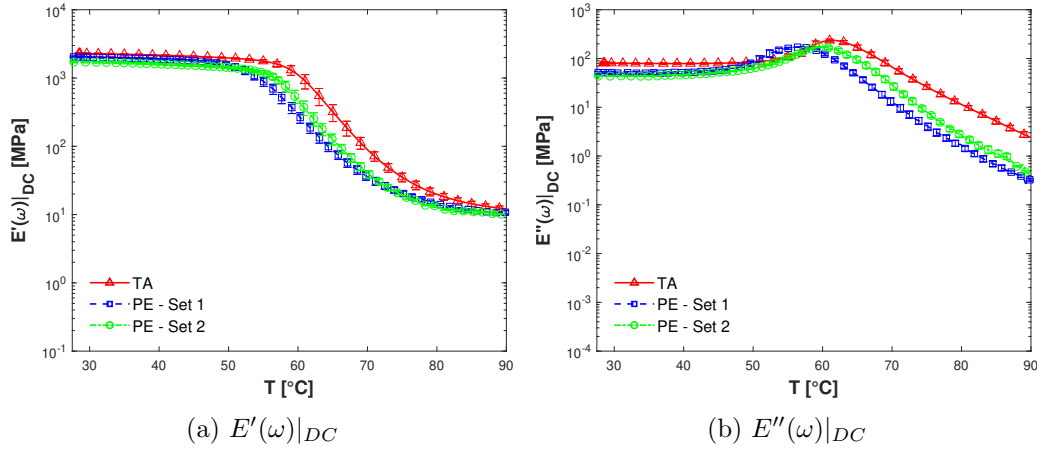 10^4
10^3
10^2
10^1
10^0
10^-1
E'(ω)|DC [MPa]
TA
PE - Set 1
PE - Set 2
30 40 50 60 70 80 90
T [°C]
(a) E′(ω)|DC
10^3
10^2
10^1
10^0
10^-1
10^-2
10^-3
10^-4
E''(ω)|DC [MPa]
TA
PE - Set 1
PE - Set 2
30 40 50 60 70 80 90
T [°C]
(b) E′′(ω)|DC